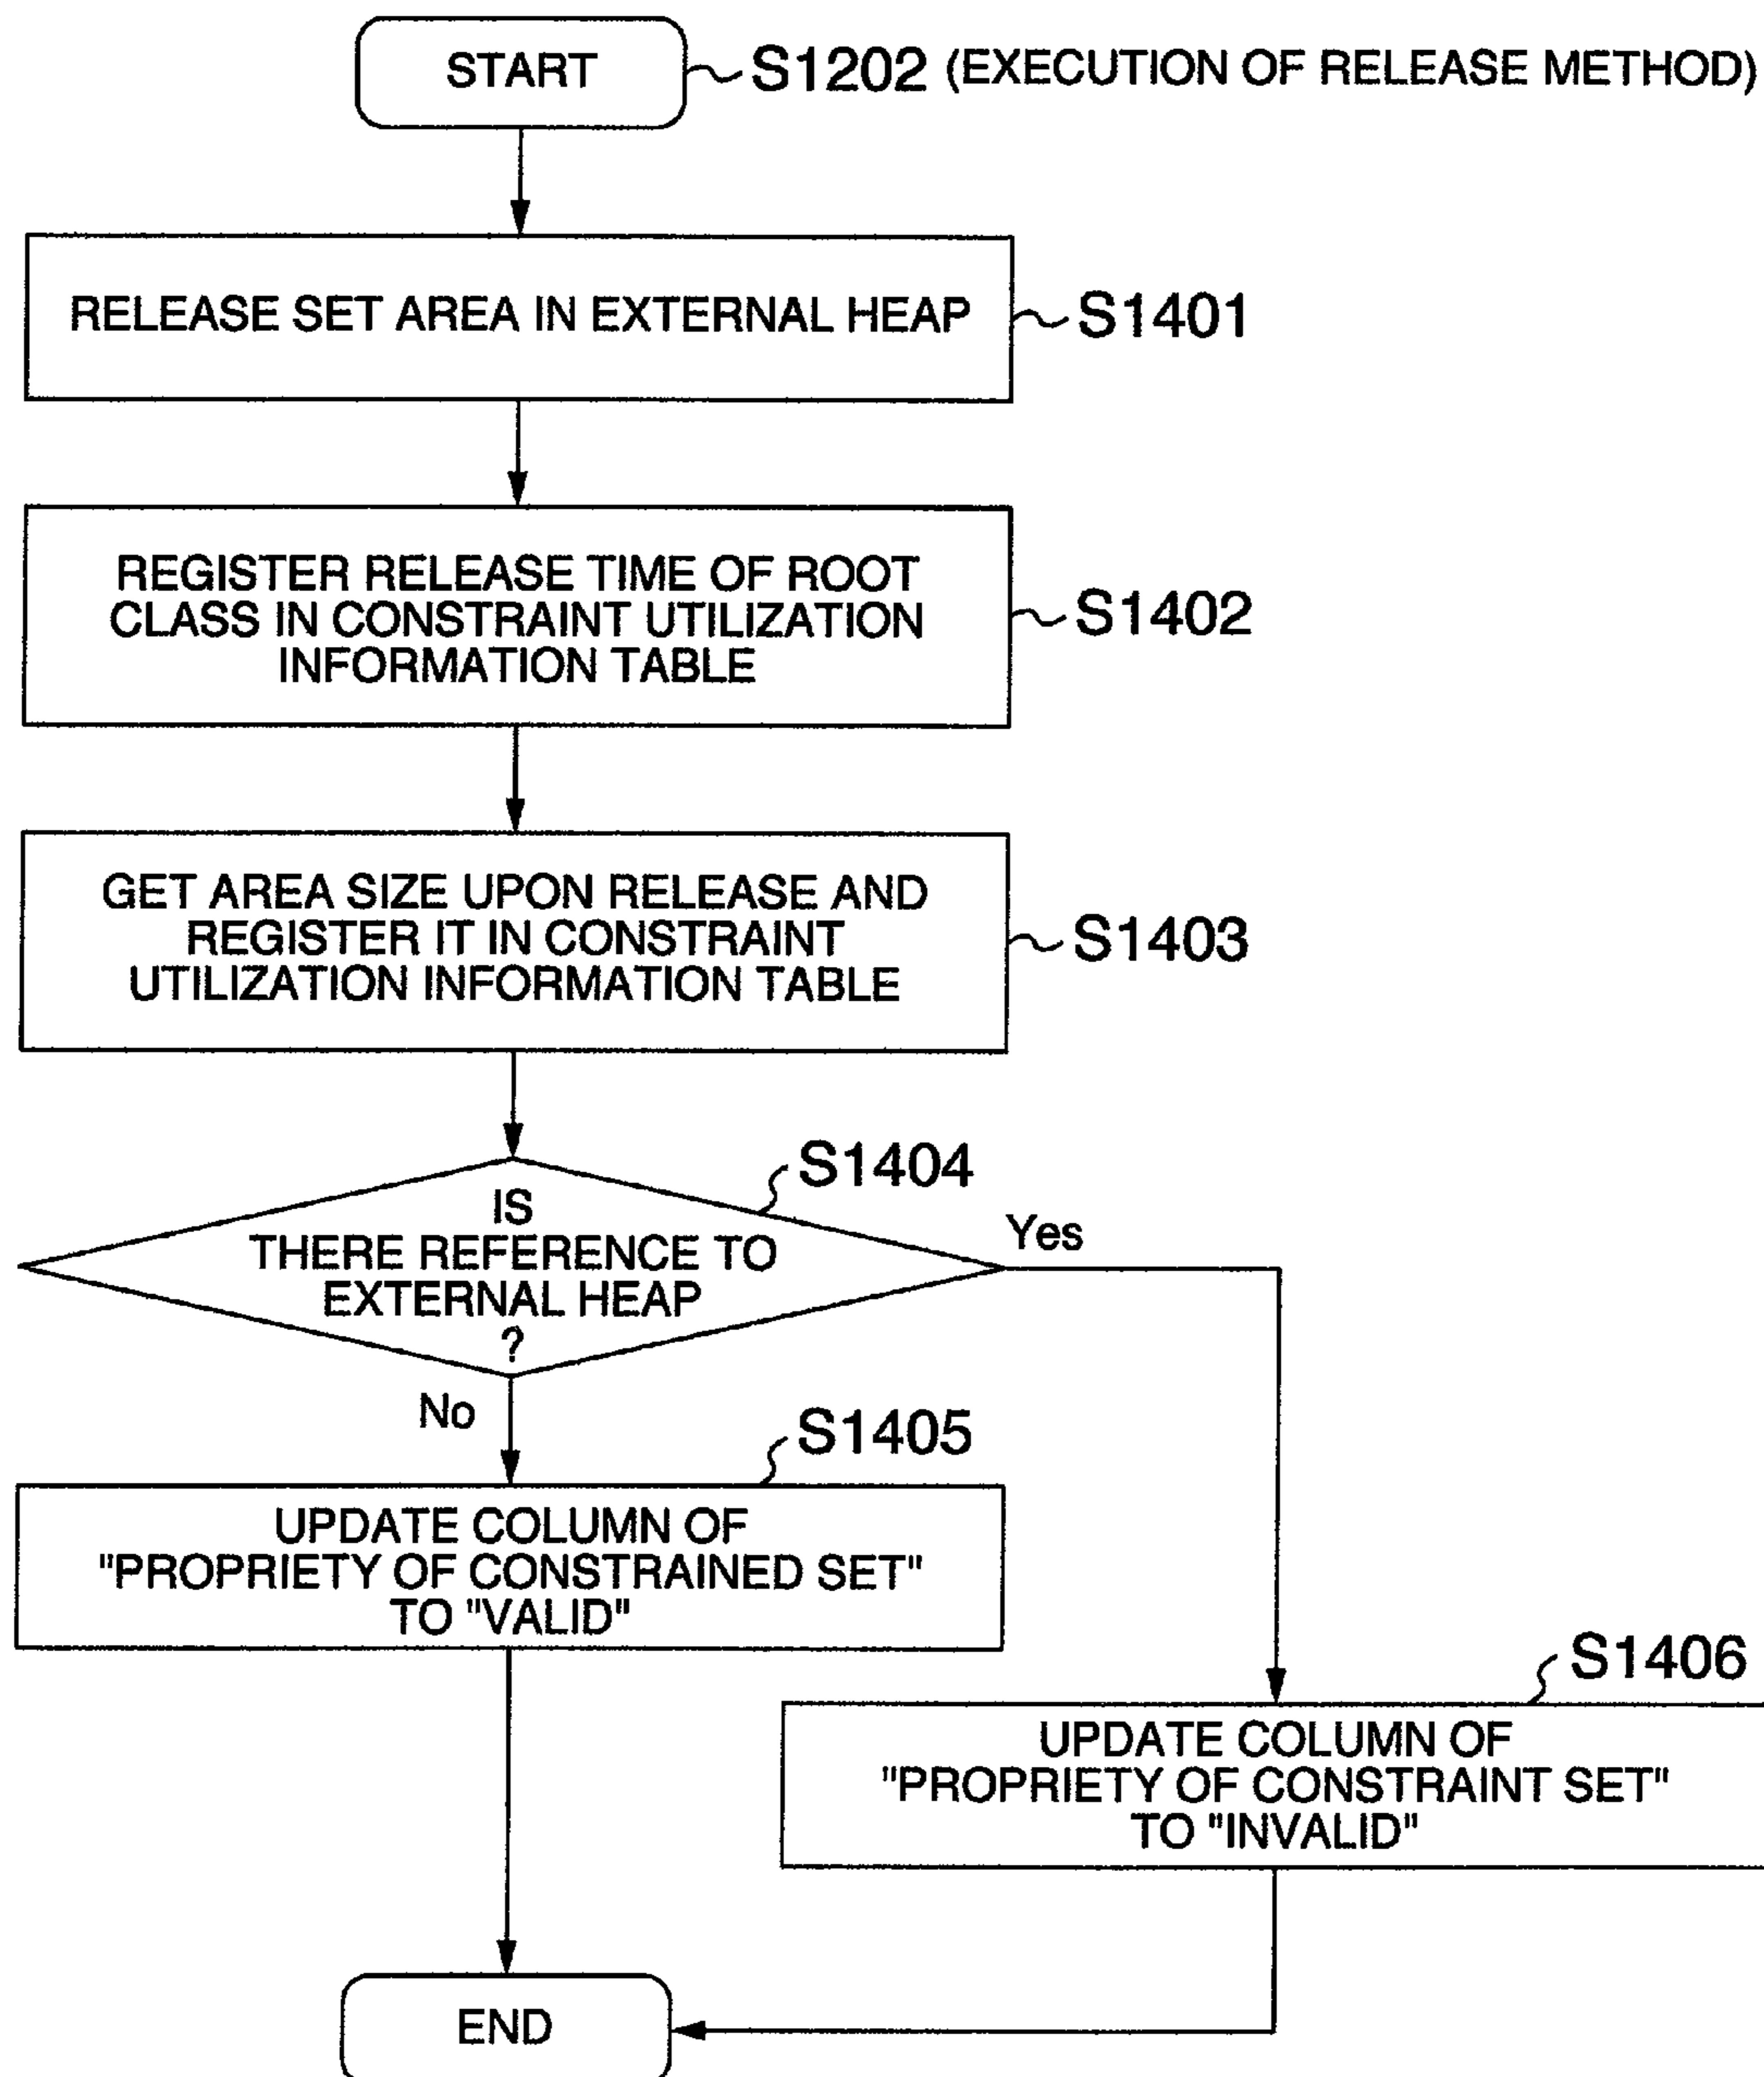 START
S1202 (EXECUTION OF RELEASE METHOD)
RELEASE SET AREA IN EXTERNAL HEAP
S1401
REGISTER RELEASE TIME OF ROOT
CLASS IN CONSTRAINT UTILIZATION
INFORMATION TABLE
S1402
GET AREA SIZE UPON RELEASE AND
REGISTER IT IN CONSTRAINT
UTILIZATION INFORMATION TABLE
S1403
S1404
IS
THERE REFERENCE TO
EXTERNAL HEAP
?
Yes
No
S1405
UPDATE COLUMN OF
"PROPRIETY OF CONSTRAINED SET"
TO "VALID"
S1406
UPDATE COLUMN OF
"PROPRIETY OF CONSTRAINT SET"
TO "INVALID"
END